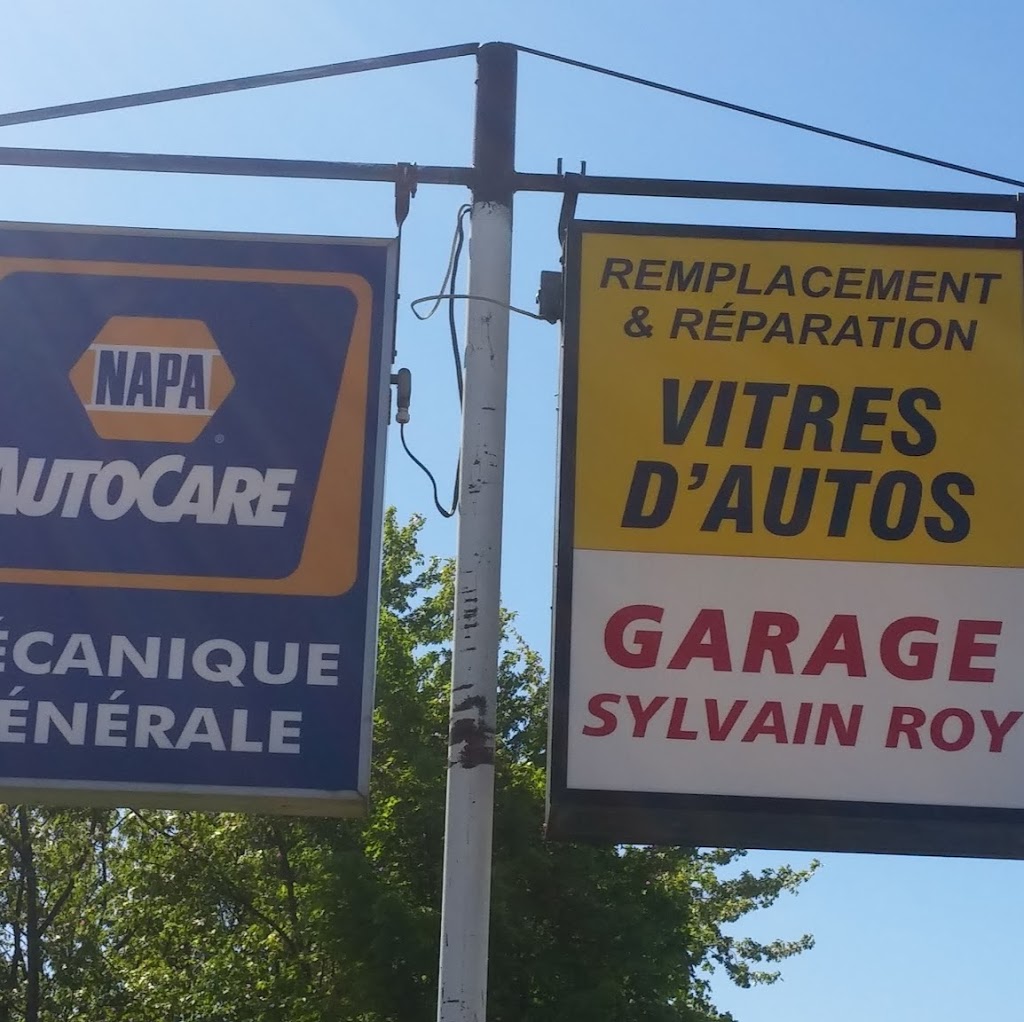 NAPA
®
AUTOCARE
ÉCANIQUE
ÉNÉRALE
REMPLACEMENT
& RÉPARATION
VITRES
D'AUTOS
GARAGE
SYLVAIN ROY